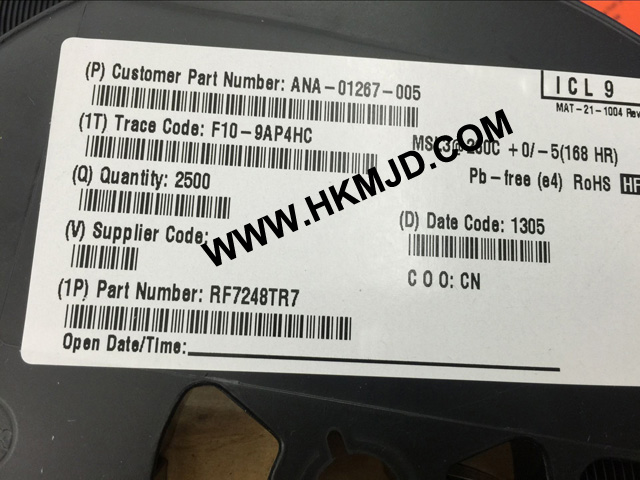 (P) Customer Part Number: ANA-01267-005
ICL 9
MAT-21-1004 Rev
(1T) Trace Code: F10-9AP4HC
+0/-5(168 HR)
(Q) Quantity: 2500
Pb-free (e4) RoHS HF
(V) Supplier Code:
(D) Date Code: 1305
COO: CN
(1P) Part Number: RF7248TR7
Open Date/Time:
WWW.HKMJD.COM